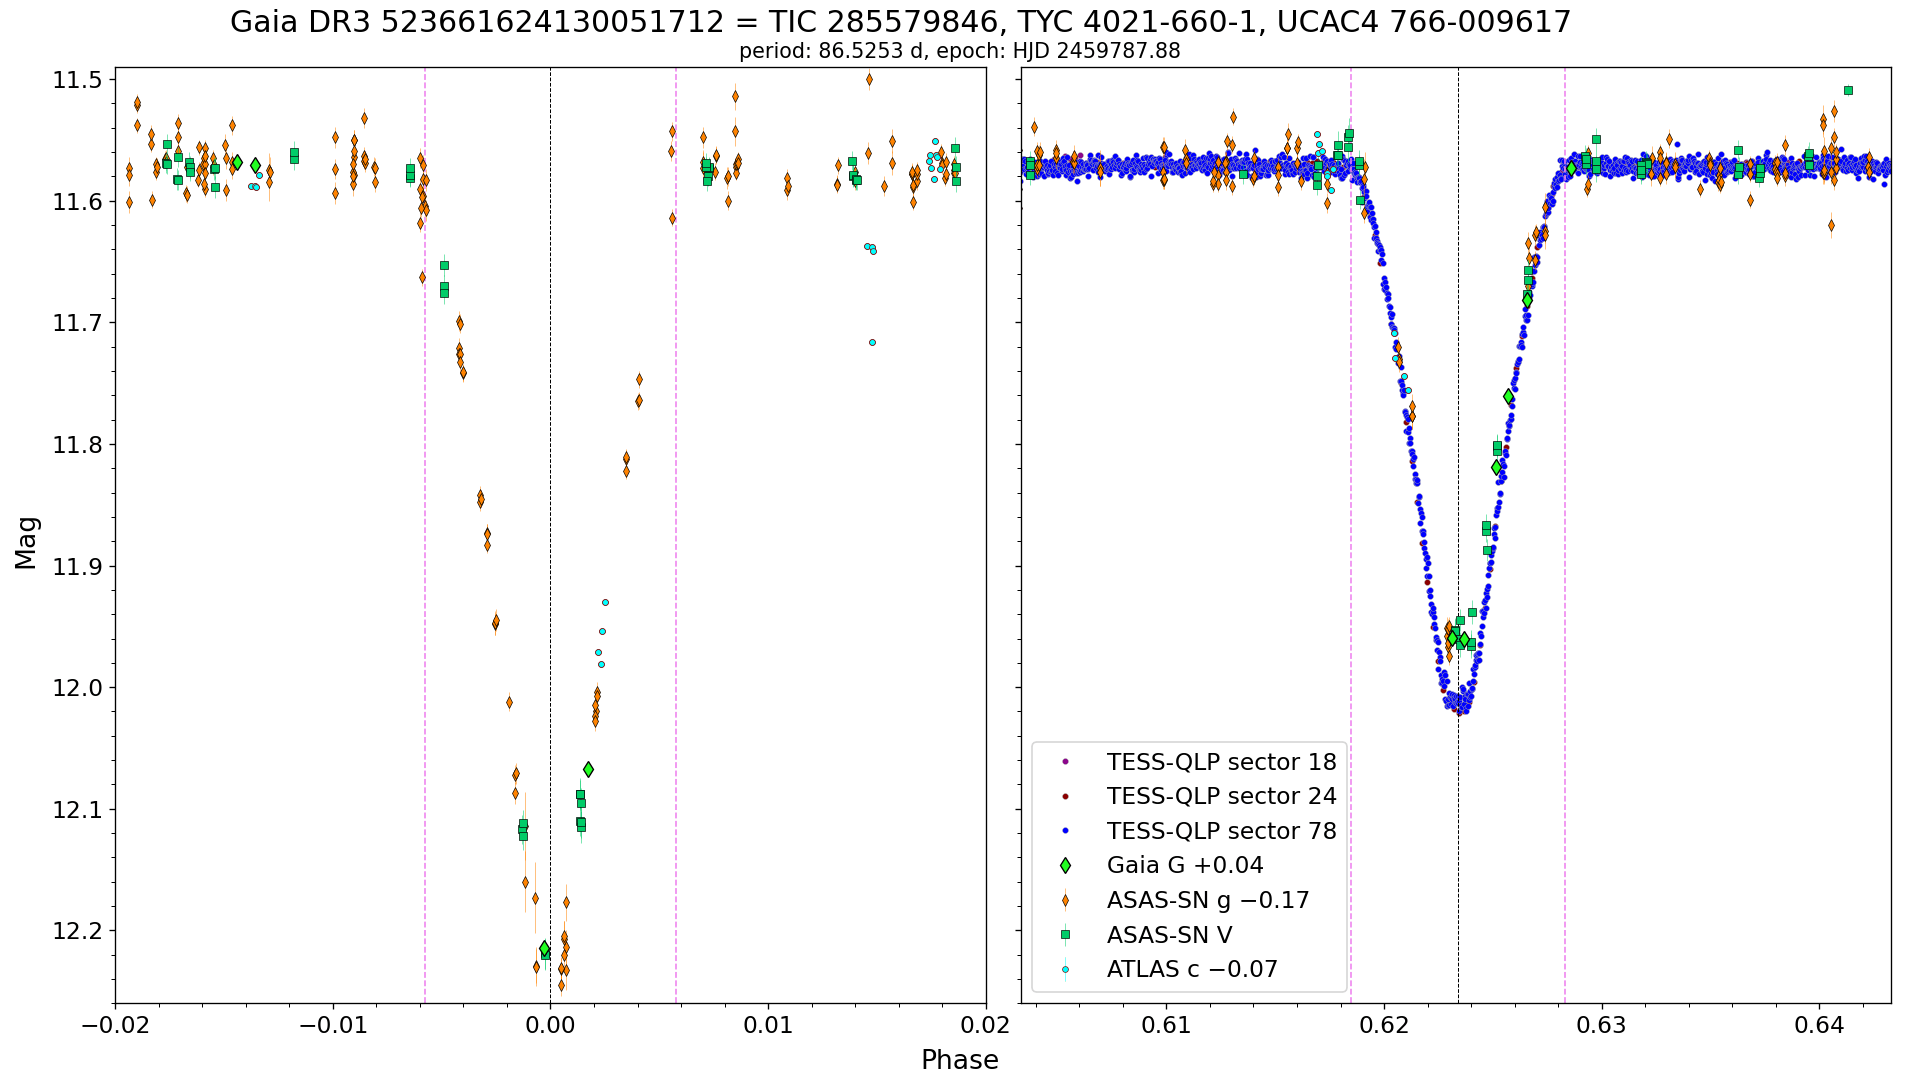 Gaia DR3 523661624130051712 = TIC 285579846, TYC 4021-660-1, UCAC4 766-009617
period: 86.5253 d, epoch: HJD 2459787.88
Mag
11.5
11.6
11.7
11.8
11.9
12.0
12.1
12.2
−0.02
−0.01
0.00
0.01
0.02
0.61
0.62
0.63
0.64
Phase
TESS-QLP sector 18
TESS-QLP sector 24
TESS-QLP sector 78
Gaia G +0.04
ASAS-SN g −0.17
ASAS-SN V
ATLAS c −0.07